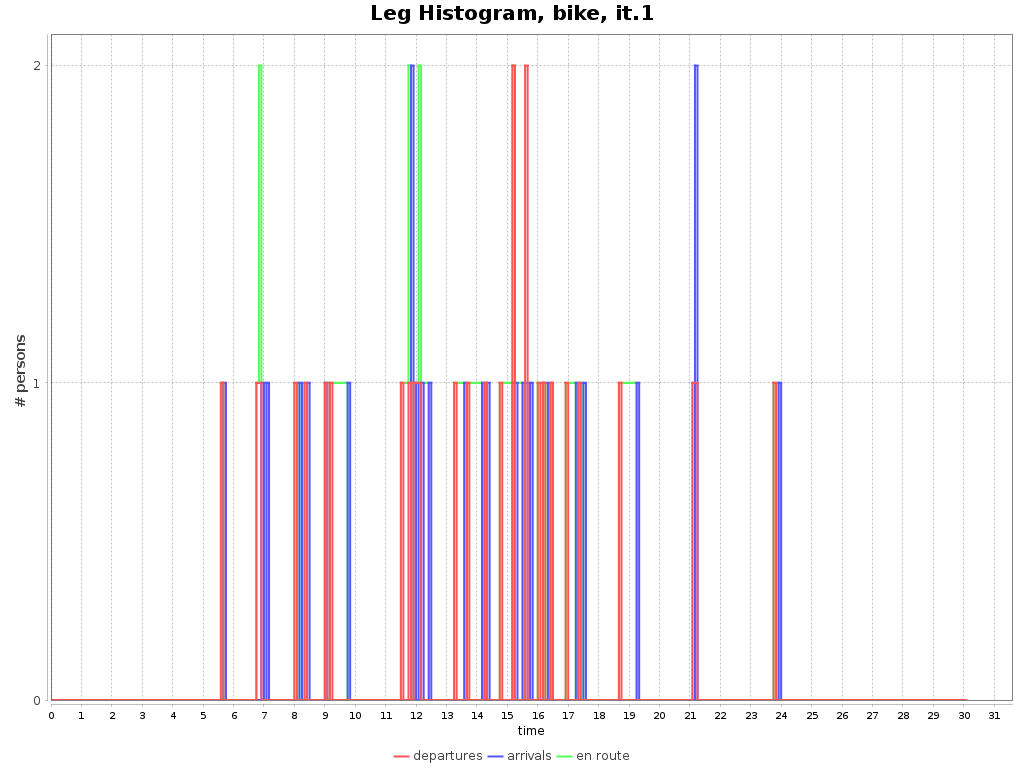 Leg Histogram, bike, it.1
# persons
2
1
0
0 1 2 3 4 5 6 7 8 9 10 11 12 13 14 15 16 17 18 19 20 21 22 23 24 25 26 27 28 29 30 31
time
departures arrivals en route